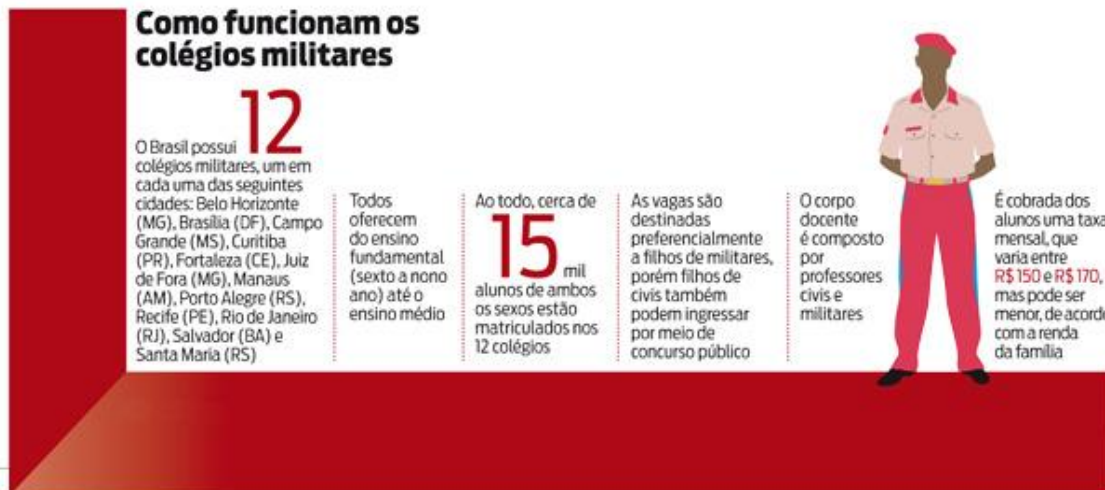 Como funcionam os
colégios militares
O Brasil possui 12
colégios militares, um em
cada uma das seguintes
cidades: Belo Horizonte
(MG), Brasília (DF), Campo
Grande (MS), Curitiba
(PR), Fortaleza (CE), Juiz
de Fora (MG), Manaus
(AM), Porto Alegre (RS),
Recife (PE), Rio de Janeiro
(RJ), Salvador (BA) e
Santa Maria (RS)
Todos
oferecem
do ensino
fundamental
(sexto a nono
ano) até o
ensino médio
Ao todo, cerca de
15 mil
alunos de ambos
os sexos estão
matriculados nos
12 colégios
As vagas são
destinadas
preferencialmente
a filhos de militares,
porém filhos de
civis também
podem ingressar
por meio de
concurso público
O corpo
docente
é composto
por
professores
civis e
militares
É cobrada dos
alunos uma taxa
mensal, que
varia entre
R$ 150 e R$ 170,
mas pode ser
menor, de acord
com a renda
da família